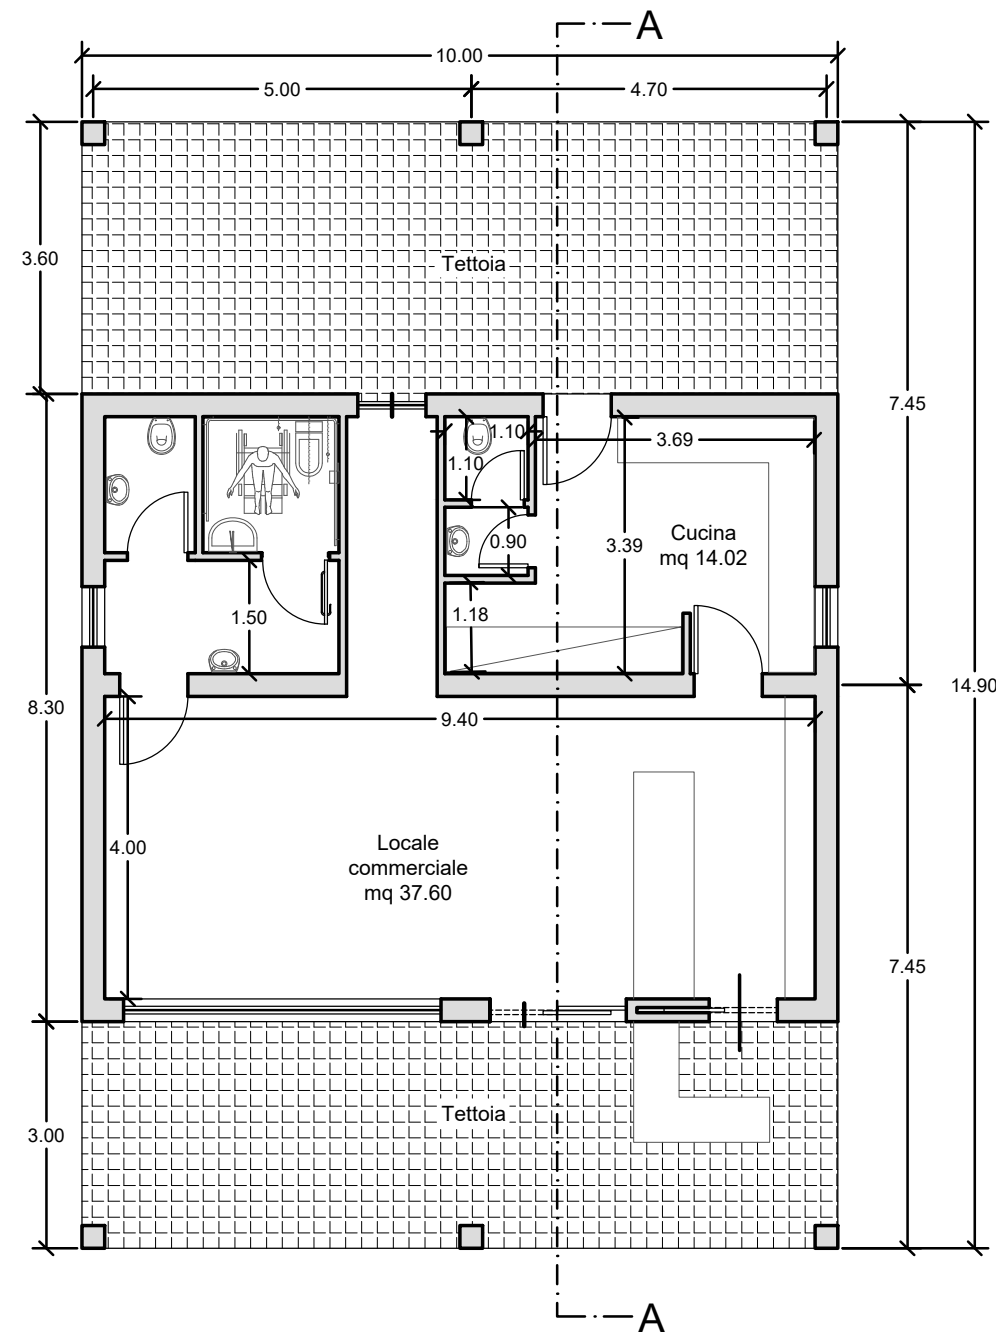 A
10.00
5.00
4.70
3.60
Tettoia
7.45
1.10
3.69
1.10
Cucina
mq 14.02
0.90
3.39
1.50
1.18
14.90
8.30
9.40
4.00
Locale
commerciale
mq 37.60
7.45
Tettoia
3.00
A